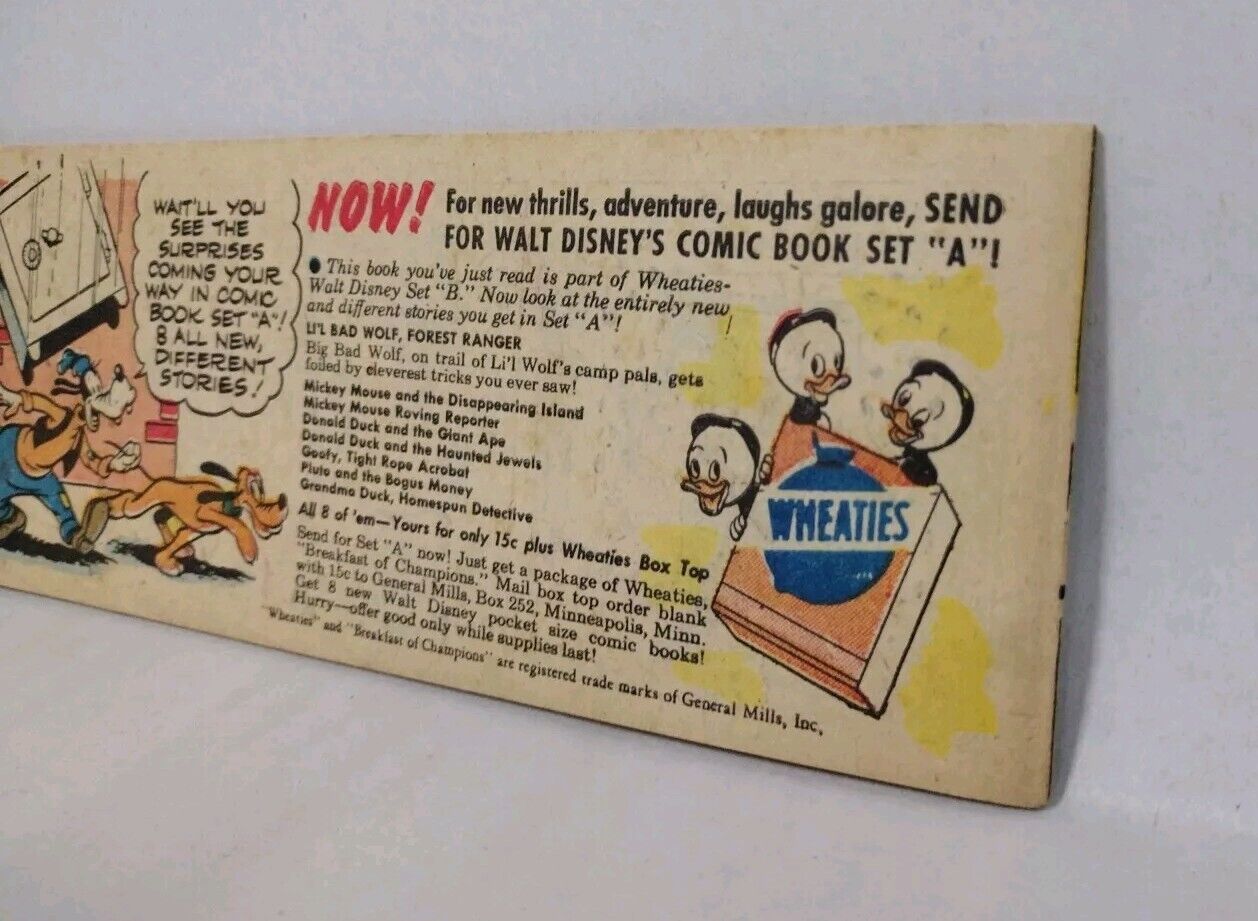 WAIT'LL YOU
SEE THE
SURPRISES
COMING YOUR
WAY IN COMIC
BOOK SET "A"!
8 ALL NEW,
DIFFERENT
STORIES!
NOW! For new thrills, adventure, laughs galore, SEND
FOR WALT DISNEY'S COMIC BOOK SET "A"!
• This book you've just read is part of Wheaties-
Walt Disney Set "B." Now look at the entirely new
and different stories you get in Set "A"!
LI'L BAD WOLF, FOREST RANGER
Big Bad Wolf, on trail of Li'l Wolf's camp pals, gets
foiled by cleverest tricks you ever saw!
Mickey Mouse and the Disappearing Island
Mickey Mouse Roving Reporter
Donald Duck and the Giant Ape
Donald Duck and the Haunted Jewels
Goofy, Tight Rope Acrobat
Pluto and the Bogus Money
Grandma Duck, Homespun Detective
All 8 of 'em—Yours for only 15c plus Wheaties Box Top
Send for Set "A" now! Just get a package of Wheaties,
"Breakfast of Champions." Mail box top order blank
with 15c to General Mills, Box 252, Minneapolis, Minn.
Get 8 new Walt Disney pocket size comic books!
Hurry—offer good only while supplies last!
"Wheaties" and "Breakfast of Champions" are registered trade marks of General Mills, Inc.
WHEATIES